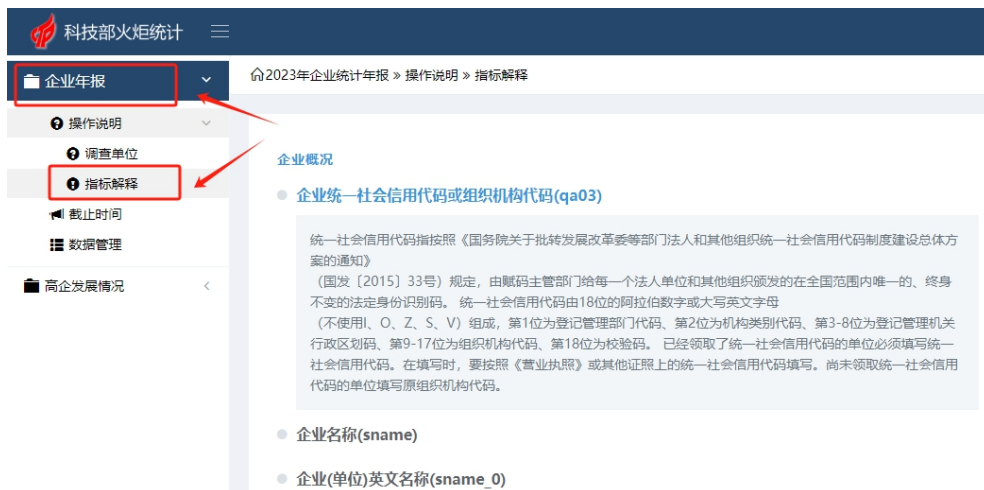 科技部火炬统计
企业年报
操作说明
调查单位
指标解释
截止时间
数据管理
高企发展情况
2023年企业统计年报 » 操作说明 » 指标解释
企业概况
企业统一社会信用代码或组织机构代码(qa03)
统一社会信用代码指按照《国务院关于批转发展改革委等部门法人和其他组织统一社会信用代码制度建设总体方
案的通知》
（国发〔2015〕33号）规定，由赋码主管部门给每一个法人单位和其他组织颁发的在全国范围内唯一的、终身
不变的法定身份识别码。 统一社会信用代码由18位的阿拉伯数字或大写英文字母
（不使用I、O、Z、S、V）组成，第1位为登记管理部门代码、第2位为机构类别代码、第3-8位为登记管理机关
行政区划码、第9-17位为组织机构代码、第18位为校验码。 已经领取了统一社会信用代码的单位必须填写统一
社会信用代码。在填写时，要按照《营业执照》或其他证照上的统一社会信用代码填写。尚未领取统一社会信用
代码的单位填写原组织机构代码。
企业名称(sname)
企业(单位)英文名称(sname_0)